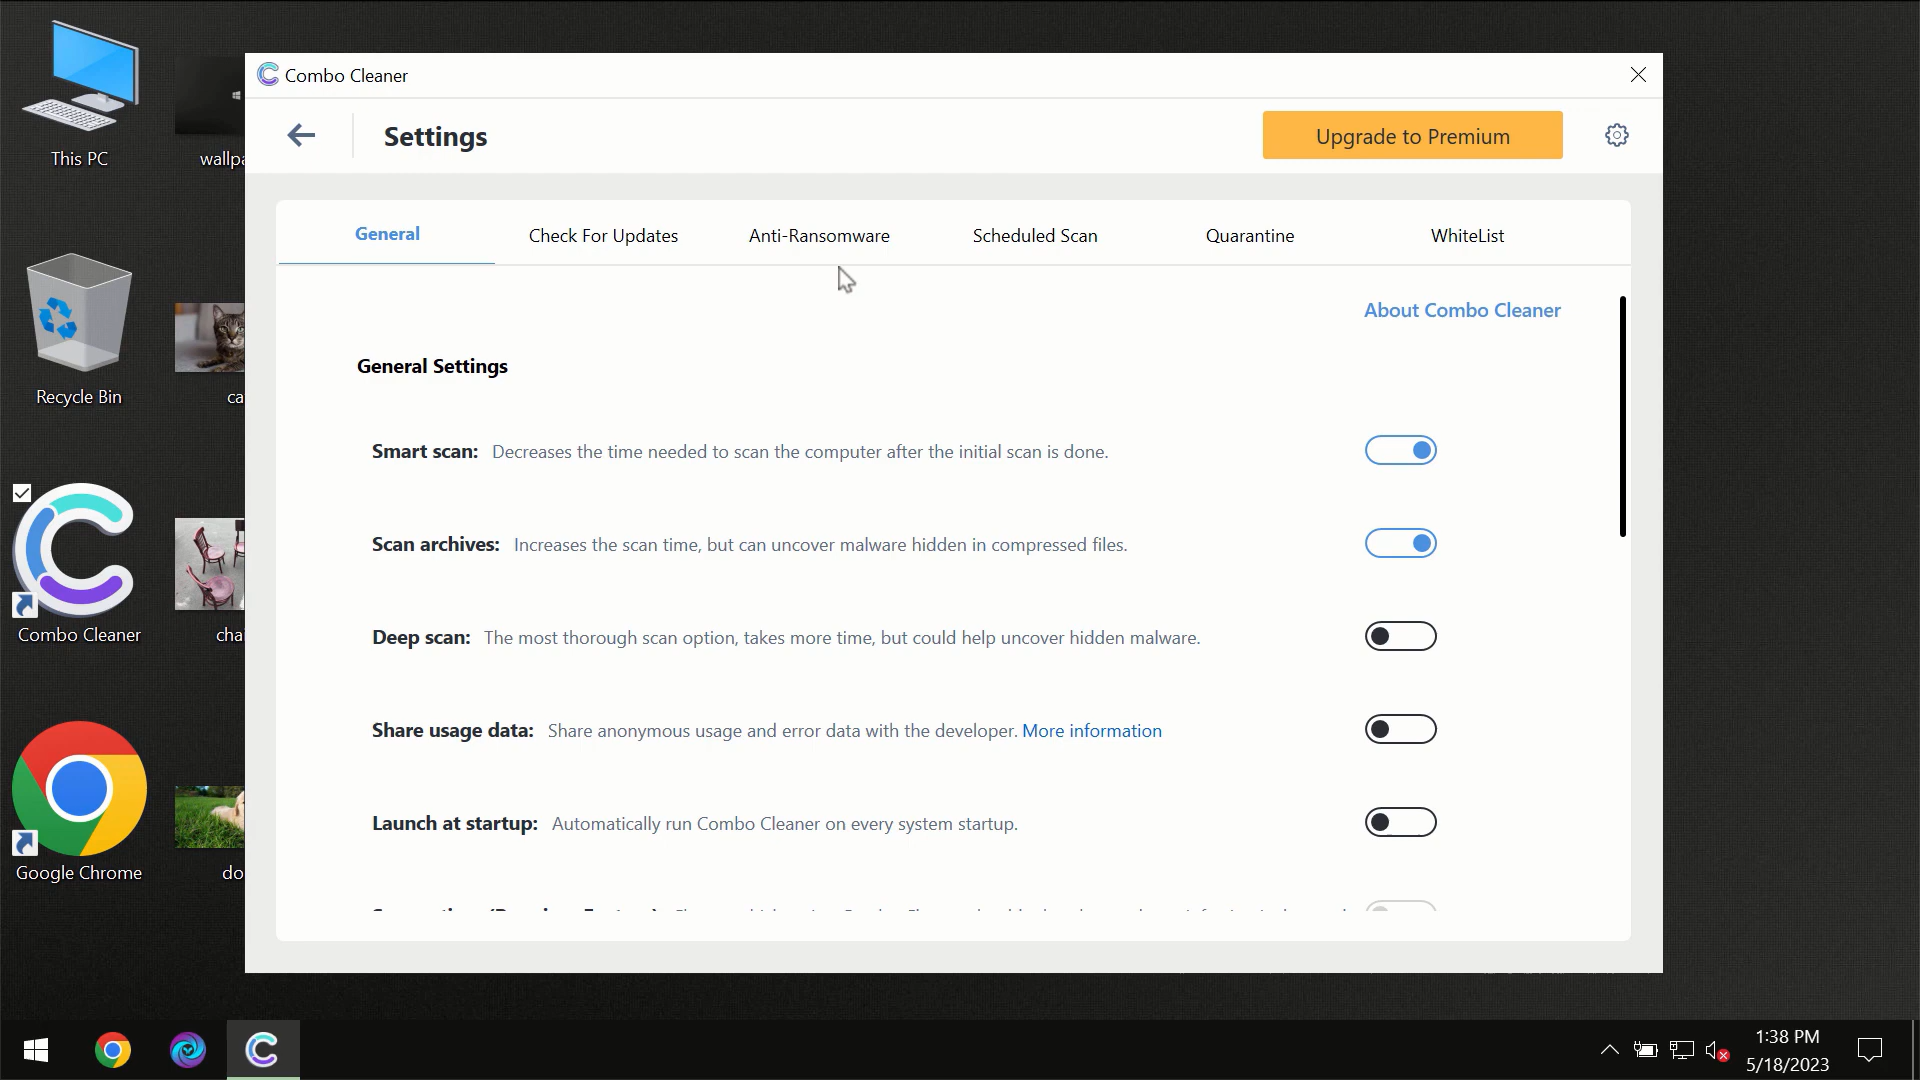 Combo Cleaner
Settings
Upgrade to Premium
General
Check For Updates
Anti-Ransomware
Scheduled Scan
Quarantine
WhiteList
About Combo Cleaner
General Settings
Smart scan: Decreases the time needed to scan the computer after the initial scan is done.
Scan archives: Increases the scan time, but can uncover malware hidden in compressed files.
Deep scan: The most thorough scan option, takes more time, but could help uncover hidden malware.
Share usage data: Share anonymous usage and error data with the developer. More information
Launch at startup: Automatically run Combo Cleaner on every system startup.
This PC
wallpa
Recycle Bin
ca
Combo Cleaner
chai
Google Chrome
do
1:38 PM
5/18/2023